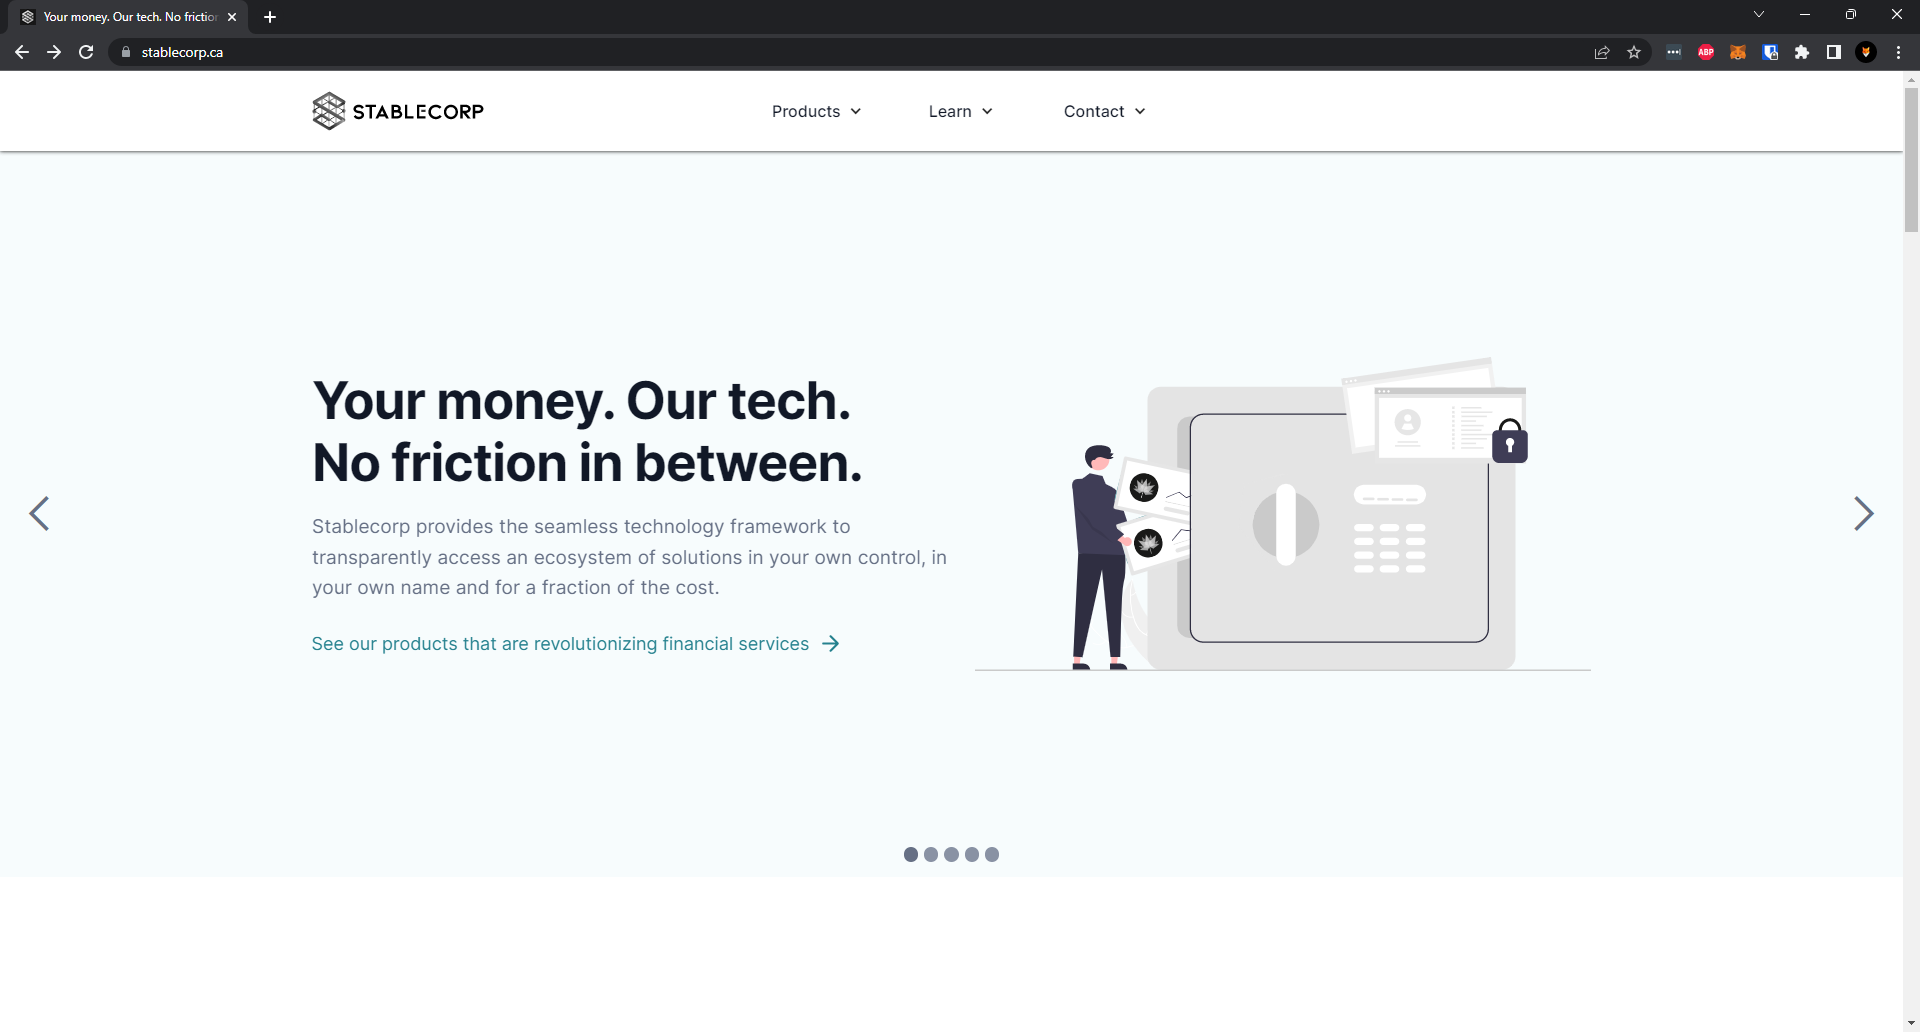 Your money. Our tech. No friction
stablecorp.ca
ABP
STABLECORP
Products
Learn
Contact
Your money. Our tech.
No friction in between.
Stablecorp provides the seamless technology framework to
transparently access an ecosystem of solutions in your own control, in
your own name and for a fraction of the cost.
See our products that are revolutionizing financial services